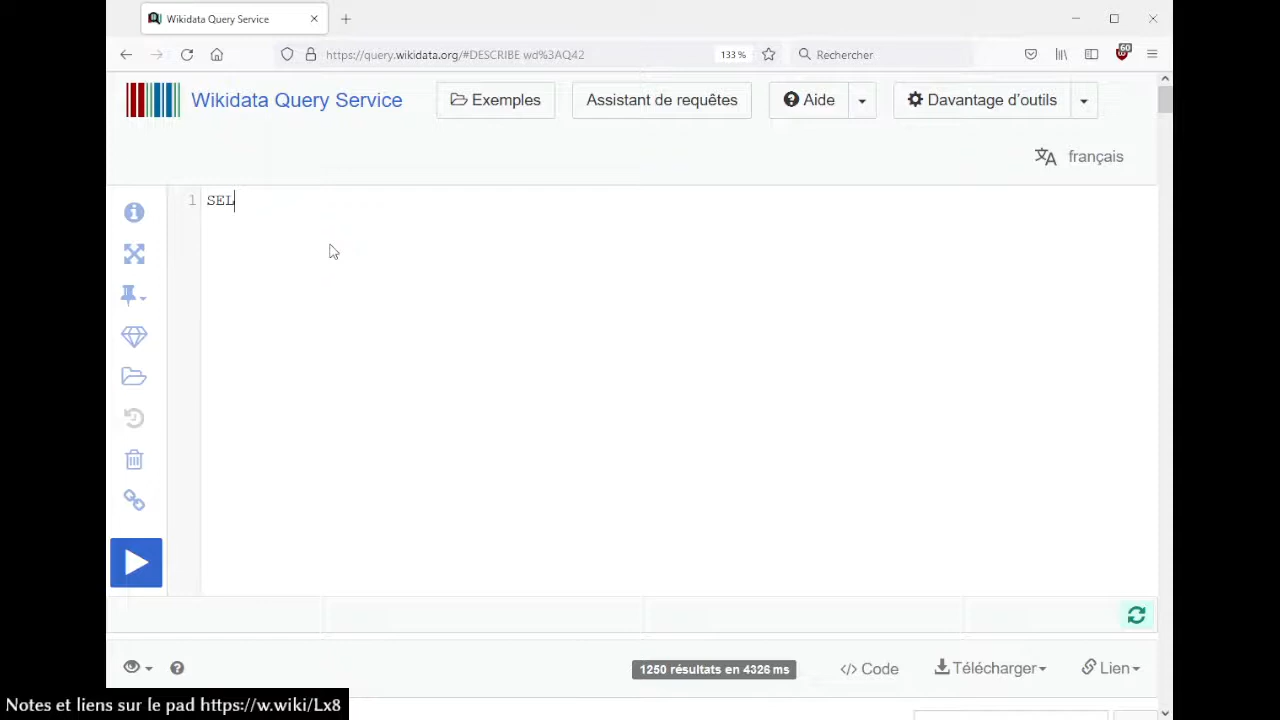 Wikidata Query Service
https://query.wikidata.org/#DESCRIBE wd%3AQ42
133 %
Rechercher
60
Wikidata Query Service
Exemples
Assistant de requêtes
Aide
Davantage d’outils
français
1 SEL
1250 résultats en 4326 ms
</> Code
Télécharger
Lien
Notes et liens sur le pad https://w.wiki/Lx8